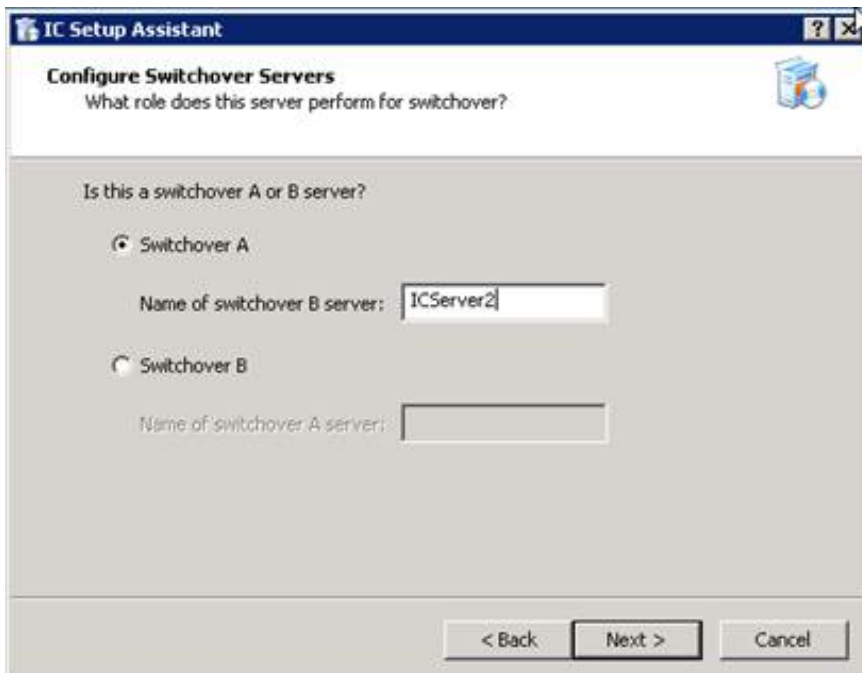 IC Setup Assistant
Configure Switchover Servers
What role does this server perform for switchover?
Is this a switchover A or B server?
Switchover A
Name of switchover B server: ICServer2
Switchover B
Name of switchover A server:
< Back Next > Cancel